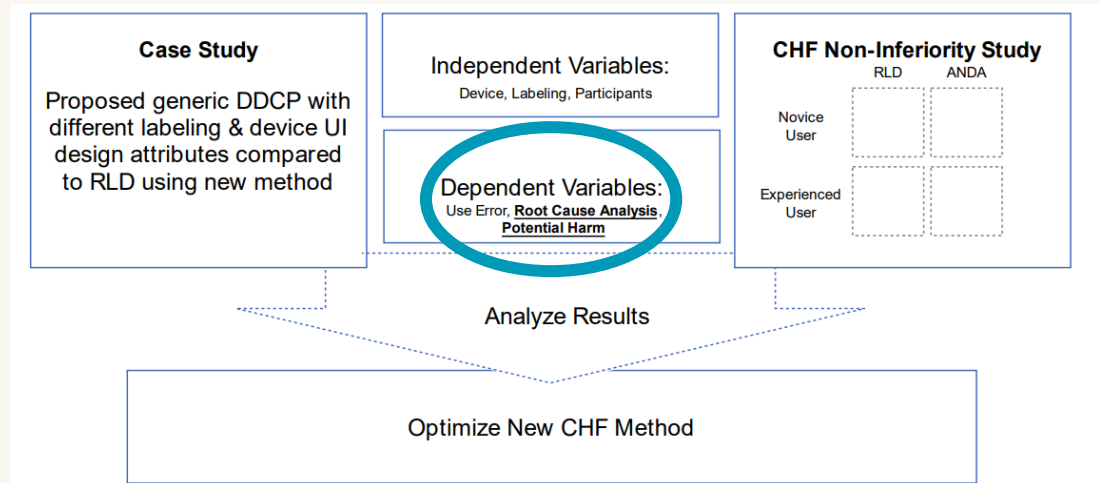 Case Study
Proposed generic DDCP with
different labeling & device UI
design attributes compared
to RLD using new method
Independent Variables:
Device, Labeling, Participants
Dependent Variables:
Use Error, Root Cause Analysis,
Potential Harm
CHF Non-Inferiority Study
RLD ANDA
Novice
User
Experienced
User
Analyze Results
Optimize New CHF Method